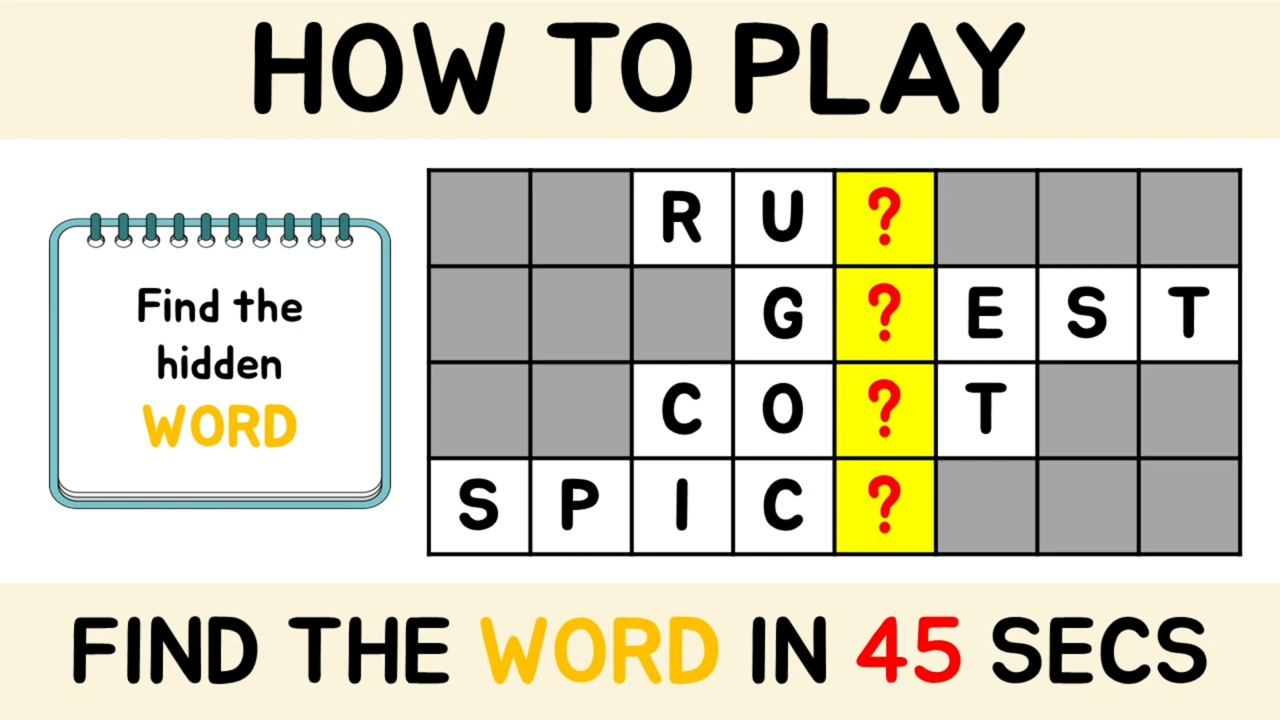 HOW TO PLAY
Find the
hidden
WORD
R U ?
G ? E S T
C O ? T
S P I C ?
FIND THE WORD IN 45 SECS